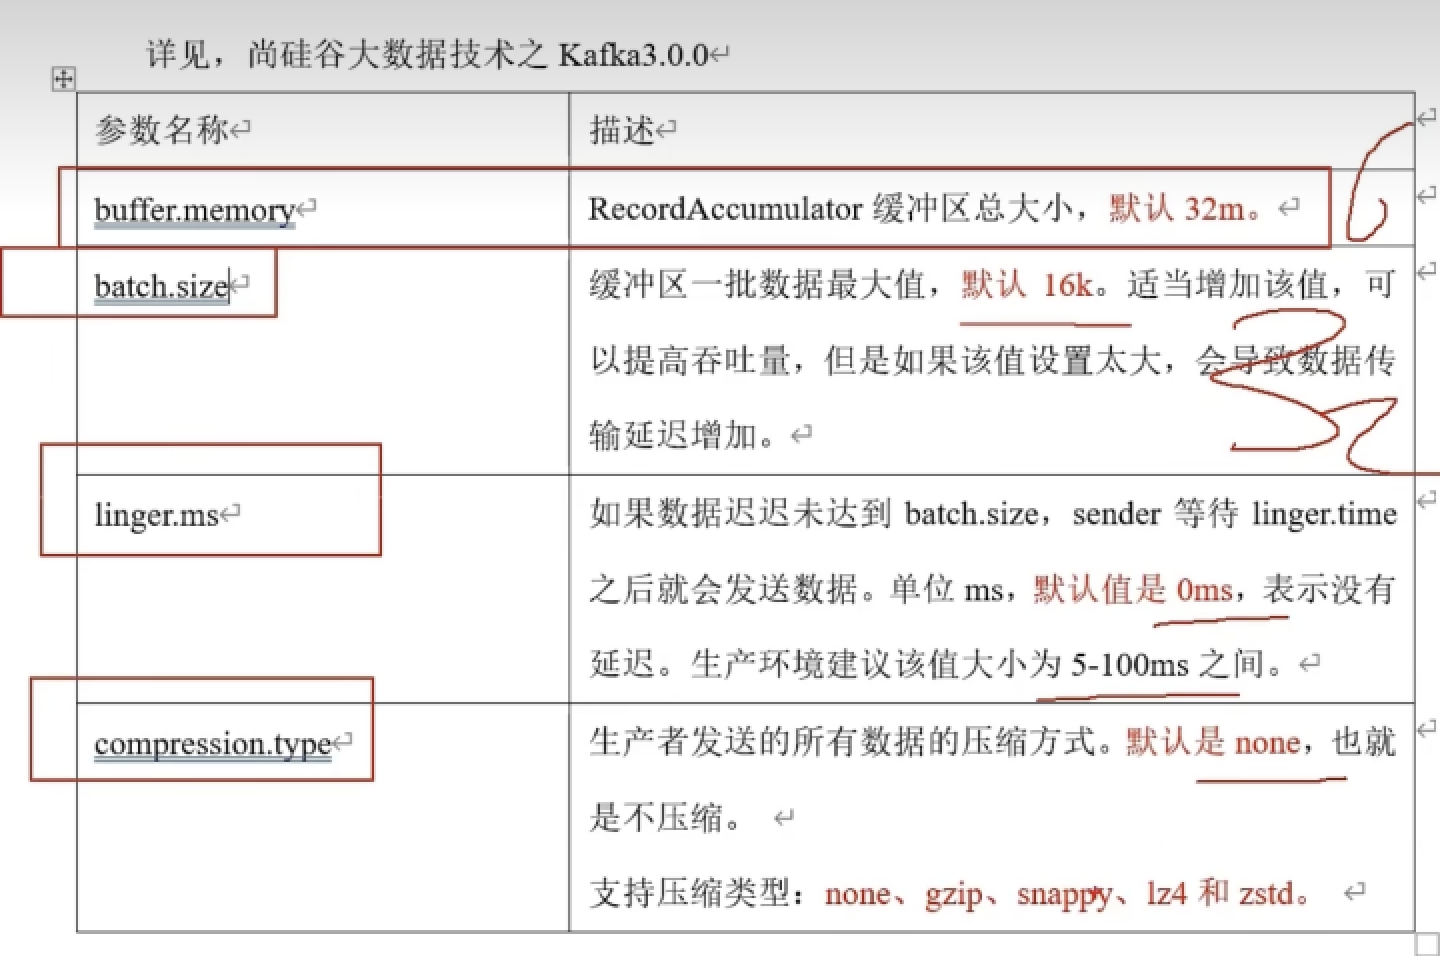 详见，尚硅谷大数据技术之 Kafka3.0.0
参数名称 描述
buffer.memory RecordAccumulator 缓冲区总大小，默认 32m。
batch.size 缓冲区一批数据最大值，默认 16k。适当增加该值，可
以提高吞吐量，但是如果该值设置太大，会导致数据传
输延迟增加。
linger.ms 如果数据迟迟未达到 batch.size，sender 等待 linger.time
之后就会发送数据。单位 ms，默认值是 0ms，表示没有
延迟。生产环境建议该值大小为 5-100ms 之间。
compression.type 生产者发送的所有数据的压缩方式。默认是 none，也就
是不压缩。
支持压缩类型：none、gzip、snappy、lz4 和 zstd。